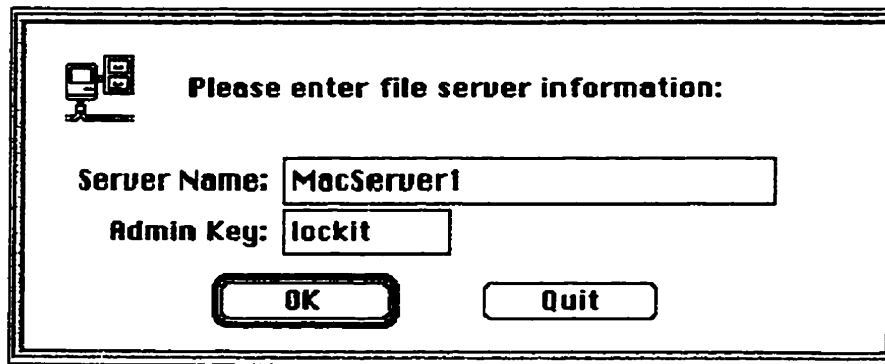 Please enter file server information:
Server Name: MacServer1
Admin Key: lockit
OK Quit